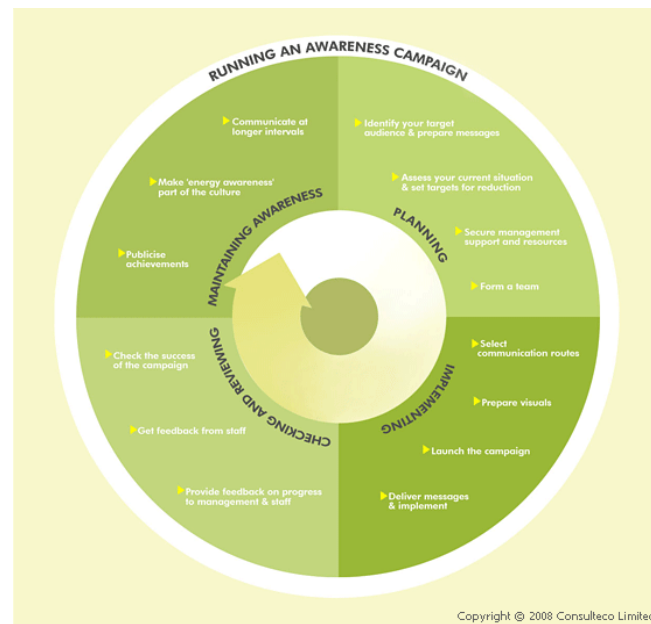 RUNNING AN AWARENESS CAMPAIGN
Identify your target
audience & prepare messages
Assess your current situation
& set targets for reduction
Secure management
support and resources
Form a team
PLANNING
Select
communication routes
Prepare visuals
Launch the campaign
Deliver messages
& implement
IMPLEMENTING
Provide feedback on progress
to management & staff
Get feedback from staff
Check the success
of the campaign
CHECKING AND REVIEWING
Publicise
achievements
Make 'energy awareness'
part of the culture
Communicate at
longer intervals
MAINTAINING AWARENESS
Copyright © 2008 Consulteco Limited